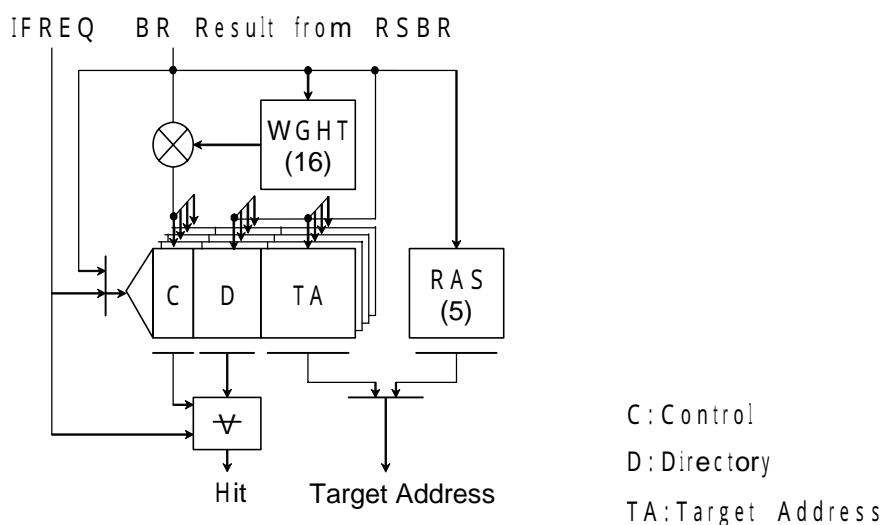 IFREQ BR Result from RSBR
WGHT
(16)
C D TA
RAS
(5)
∀
Hit Target Address
C:Control
D:Directory
TA:Target Address